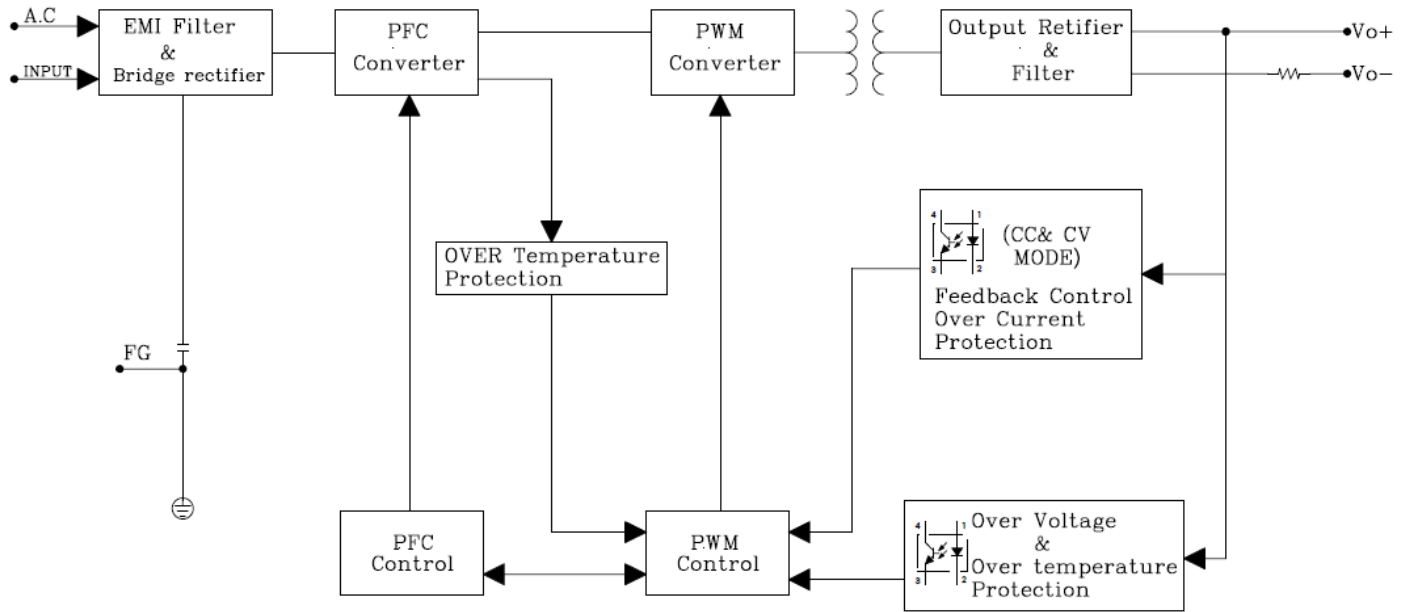 A.C
INPUT
EMI Filter
&
Bridge rectifier
PFC
Converter
PWM
Converter
Output Retifier
&
Filter
Vo+
Vo-
OVER Temperature
Protection
4 1
3 2
(CC& CV
MODE)
Feedback Control
Over Current
Protection
FG
PFC
Control
PWM
Control
4 1
3 2
Over Voltage
&
Over temperature
Protection